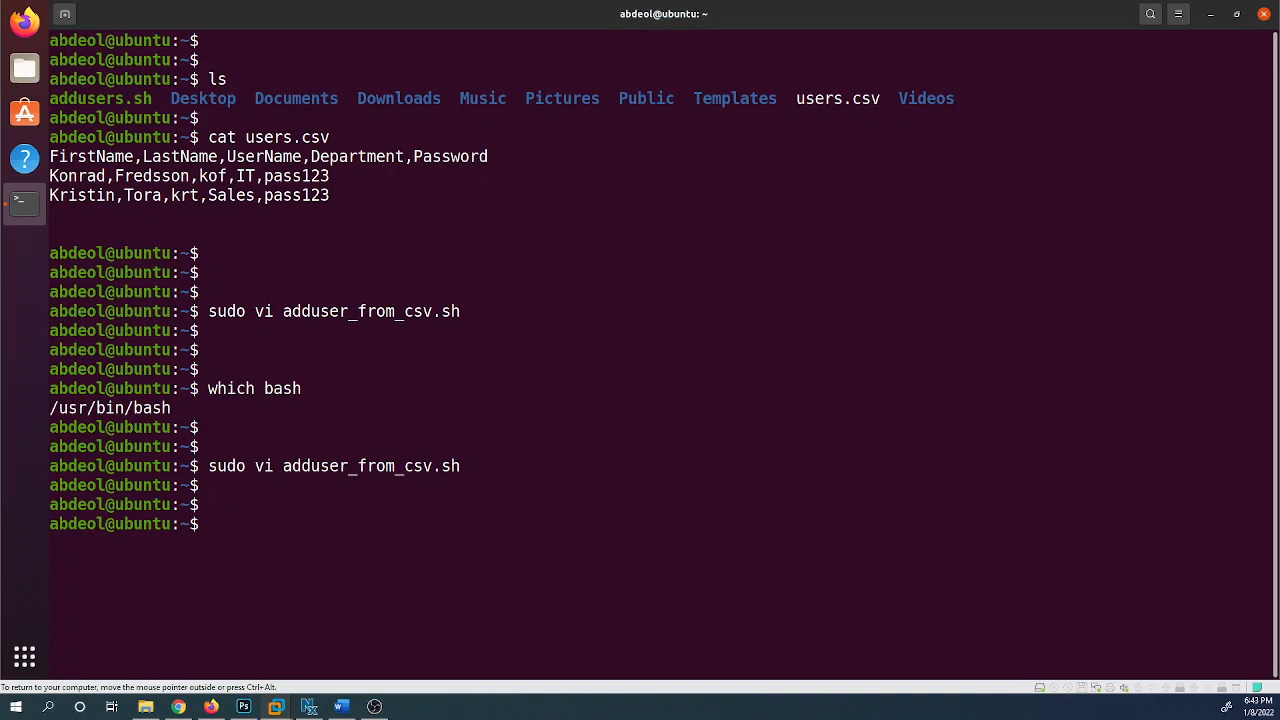 abdeol@ubuntu: ~
abdeol@ubuntu:~$
abdeol@ubuntu:~$
abdeol@ubuntu:~$ ls
addusers.sh Desktop Documents Downloads Music Pictures Public Templates users.csv Videos
abdeol@ubuntu:~$
abdeol@ubuntu:~$ cat users.csv
FirstName,LastName,UserName,Department,Password
Konrad,Fredsson,kof,IT,pass123
Kristin,Tora,krt,Sales,pass123
abdeol@ubuntu:~$
abdeol@ubuntu:~$
abdeol@ubuntu:~$
abdeol@ubuntu:~$ sudo vi adduser_from_csv.sh
abdeol@ubuntu:~$
abdeol@ubuntu:~$
abdeol@ubuntu:~$
abdeol@ubuntu:~$ which bash
/usr/bin/bash
abdeol@ubuntu:~$
abdeol@ubuntu:~$
abdeol@ubuntu:~$ sudo vi adduser_from_csv.sh
abdeol@ubuntu:~$
abdeol@ubuntu:~$
abdeol@ubuntu:~$
To return to your computer, move the mouse pointer outside or press Ctrl+Alt.
6:43 PM
1/8/2022